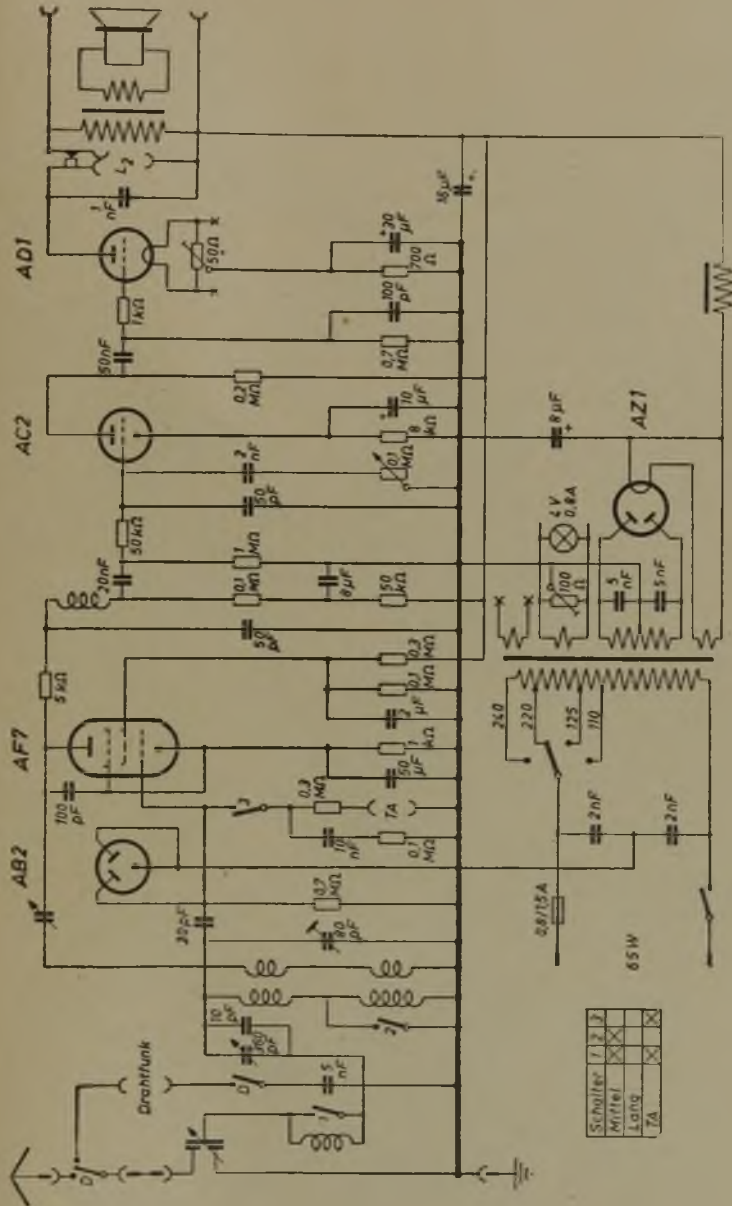 AB2
AF7
AC2
AD1
Drahtfunk
D
D
5 nF
10 pF
360 pF
1
2
20 pF
80 pF
0,7 MΩ
100 pF
3
10 nF
0,3 MΩ
0,1 MΩ
TA
50 µF
1 kΩ
2 µF
0,1 MΩ
0,3 MΩ
5 kΩ
50 pF
20 nF
0,1 MΩ
1 MΩ
8 µF
50 kΩ
50 kΩ
50 pF
2 nF
0,1 MΩ
8 kΩ
10 µF
+
0,2 MΩ
50 nF
1 kΩ
0,7 MΩ
100 pF
50 Ω
700 Ω
30 µF
+
1 nF
L2
16 µF
+
8 µF
+
AZ1
4 V
0,8 A
100 Ω
5 nF
5 nF
240
220
125
110
2 nF
2 nF
0,8/1,5 A
65 W
Schalter 1 2 3
Mittel
Lang
TA